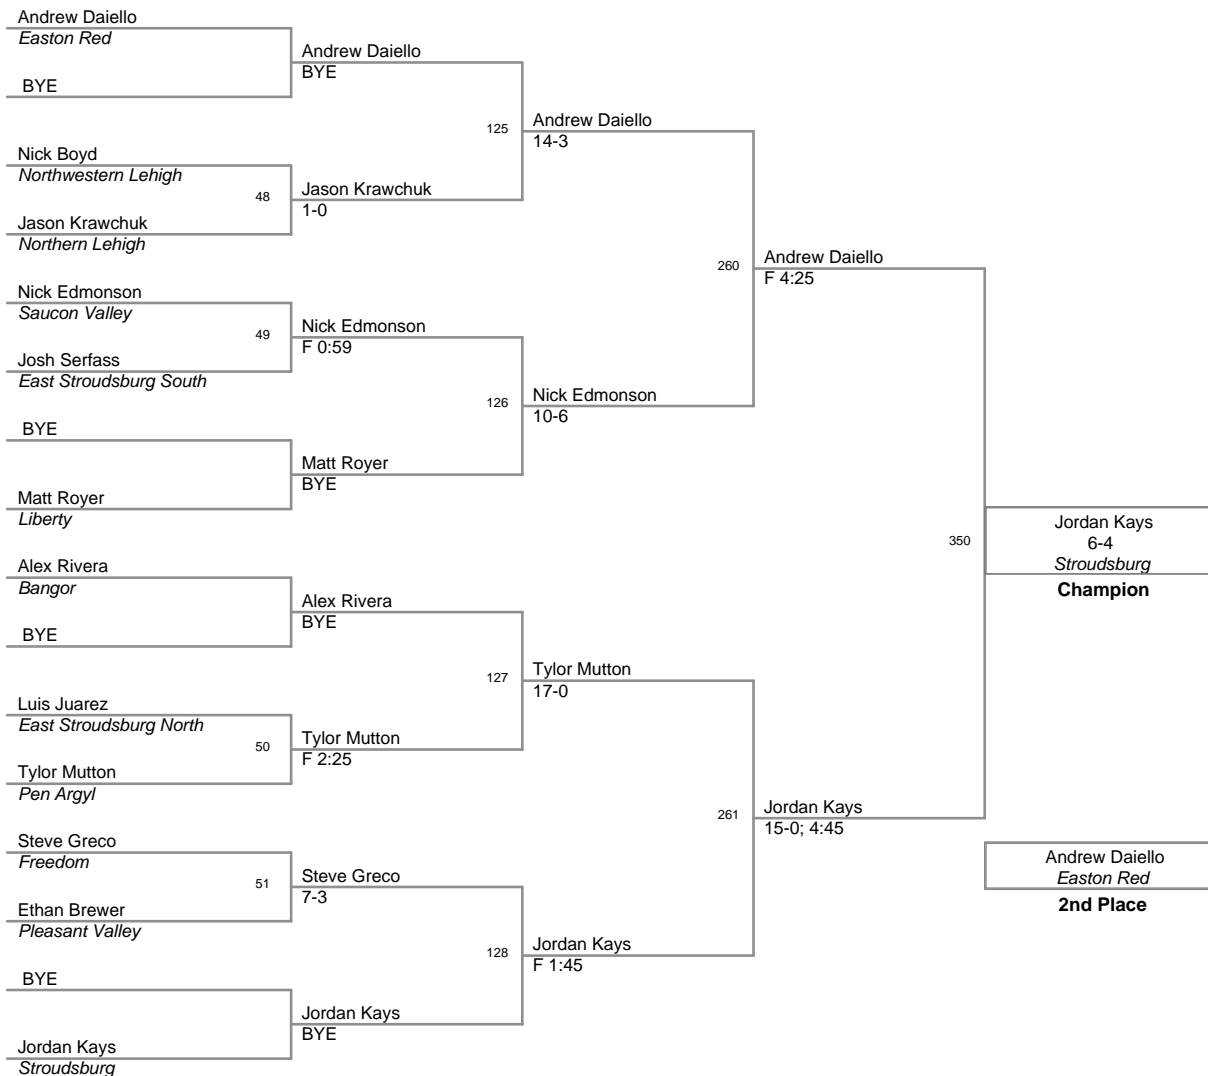 Andrew Daiello
Easton Red
BYE
Nick Boyd
Northwestern Lehigh
48
Jason Krawchuk
Northern Lehigh
Nick Edmonson
Saucon Valley
49
Josh Serfass
East Stroudsburg South
BYE
Matt Royer
Liberty
Alex Rivera
Bangor
BYE
Luis Juarez
East Stroudsburg North
50
Tylor Mutton
Pen Argyl
Steve Greco
Freedom
51
Ethan Brewer
Pleasant Valley
BYE
Jordan Kays
Stroudsburg
Andrew Daiello
BYE
125
Jason Krawchuk
1-0
Nick Edmonson
F 0:59
126
Matt Royer
BYE
Alex Rivera
BYE
127
Tylor Mutton
F 2:25
Steve Greco
7-3
128
Jordan Kays
BYE
Andrew Daiello
14-3
260
Nick Edmonson
10-6
Tylor Mutton
17-0
261
Jordan Kays
F 1:45
Andrew Daiello
F 4:25
350
Jordan Kays
15-0; 4:45
Jordan Kays
6-4
Stroudsburg
Champion
Andrew Daiello
Easton Red
2nd Place